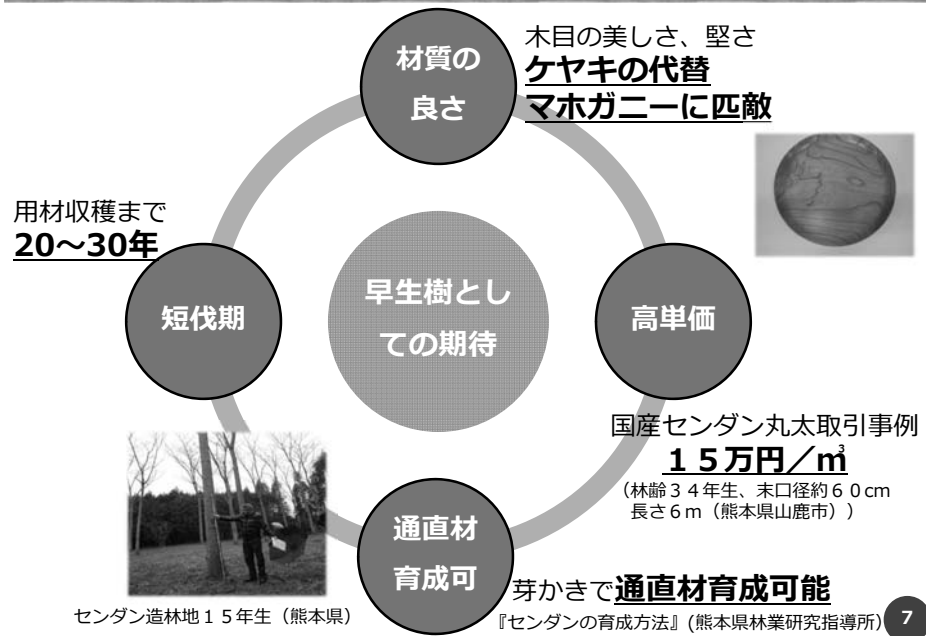 木目の美しさ、堅さ
ケヤキの代替
マホガニーに匹敵
材質の
良さ
用材収穫まで
20～30年
短伐期
早生樹とし
ての期待
高単価
国産センダン丸太取引事例
１５万円／㎥
（林齢３４年生、末口径約６０cm
長さ６m（熊本県山鹿市））
通直材
育成可
芽かきで通直材育成可能
『センダンの育成方法』(熊本県林業研究指導所)
センダン造林地１５年生（熊本県）
7